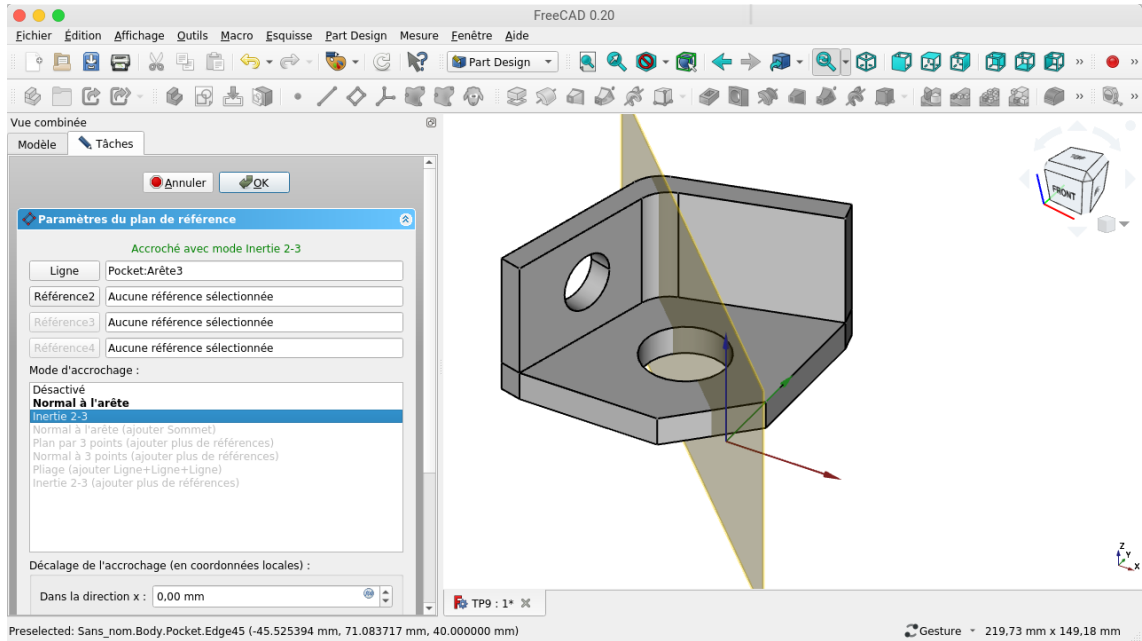 FreeCAD 0.20
Fichier Édition Affichage Outils Macro Esquisse Part Design Mesure Fenêtre Aide
Part Design
Vue combinée
Modèle Tâches
Annuler OK
Paramètres du plan de référence
Accroché avec mode Inertie 2-3
Ligne Pocket:Arête3
Référence2 Aucune référence sélectionnée
Référence3 Aucune référence sélectionnée
Référence4 Aucune référence sélectionnée
Mode d'accrochage :
Désactivé
Normal à l'arête
Inertie 2-3
Normal à l'arête (ajouter Sommet)
Plan par 3 points (ajouter plus de références)
Normal à 3 points (ajouter plus de références)
Pliage (ajouter Ligne+Ligne+Ligne)
Inertie 2-3 (ajouter plus de références)
Décalage de l'accrochage (en coordonnées locales) :
Dans la direction x : 0,00 mm
TOP
FRONT
Z
Y
X
TP9 : 1*
Preselected: Sans_nom.Body.Pocket.Edge45 (-45.525394 mm, 71.083717 mm, 40.000000 mm)
Gesture 219,73 mm x 149,18 mm